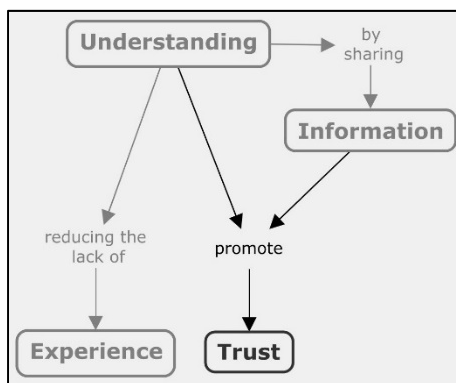 Understanding
by
sharing
Information
reducing the
lack of
promote
Experience
Trust